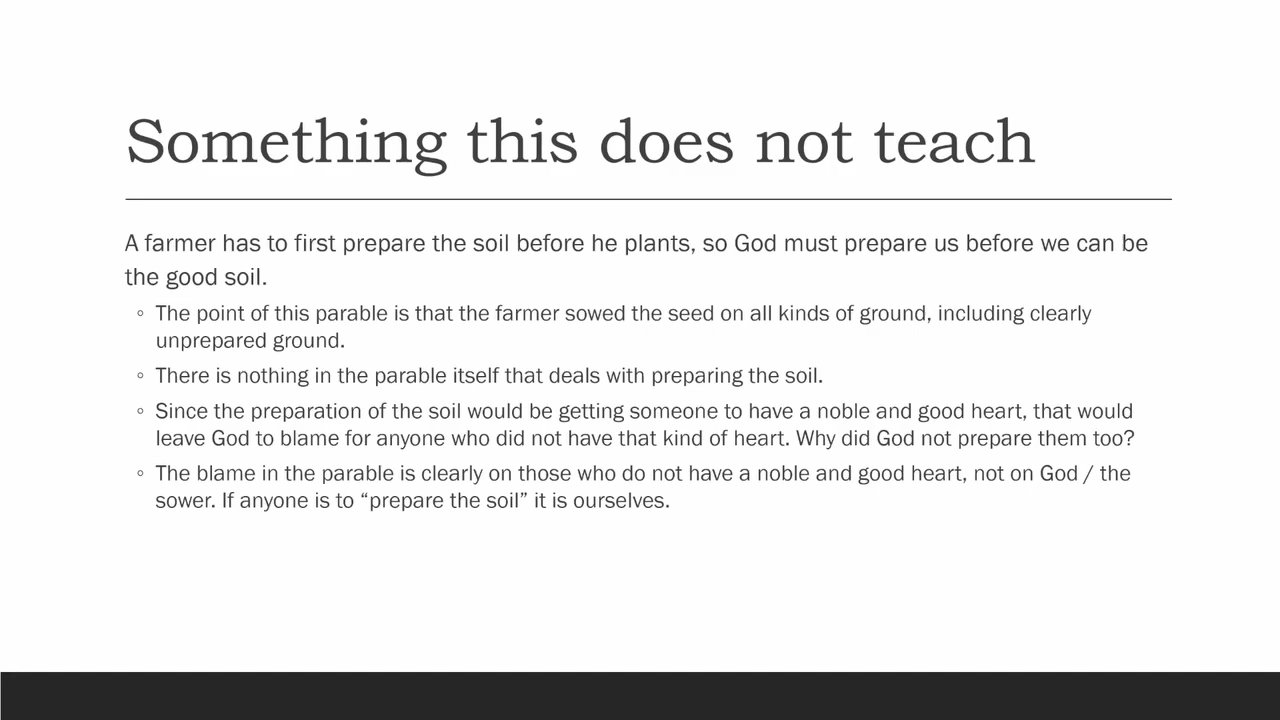 Something this does not teach
A farmer has to first prepare the soil before he plants, so God must prepare us before we can be
the good soil.
◦ The point of this parable is that the farmer sowed the seed on all kinds of ground, including clearly
unprepared ground.
◦ There is nothing in the parable itself that deals with preparing the soil.
◦ Since the preparation of the soil would be getting someone to have a noble and good heart, that would
leave God to blame for anyone who did not have that kind of heart. Why did God not prepare them too?
◦ The blame in the parable is clearly on those who do not have a noble and good heart, not on God / the
sower. If anyone is to “prepare the soil” it is ourselves.